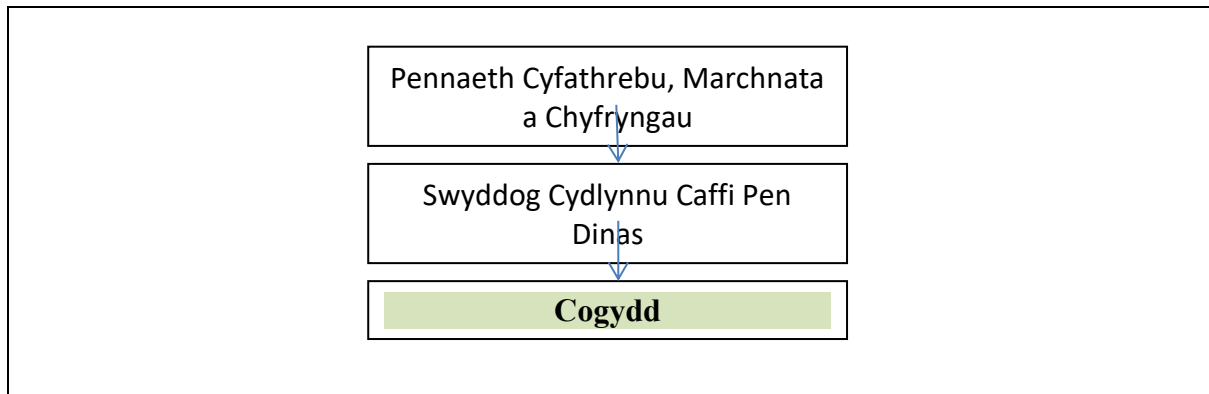 Pennaeth Cyfathrebu, Marchnata
a Chyfryngau
Swyddog Cydlynnu Caffi Pen
Dinas
Cogydd